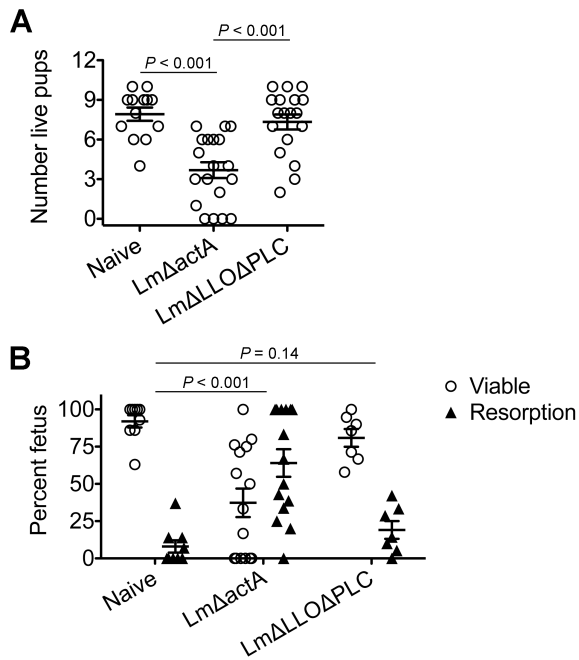 A
P < 0.001
P < 0.001
Number live pups
12
9
6
3
0
Naive
LmΔactA
LmΔLLOΔPLC
B
P = 0.14
P < 0.001
Viable
Resorption
Percent fetus
100
75
50
25
0
Naive
LmΔactA
LmΔLLOΔPLC